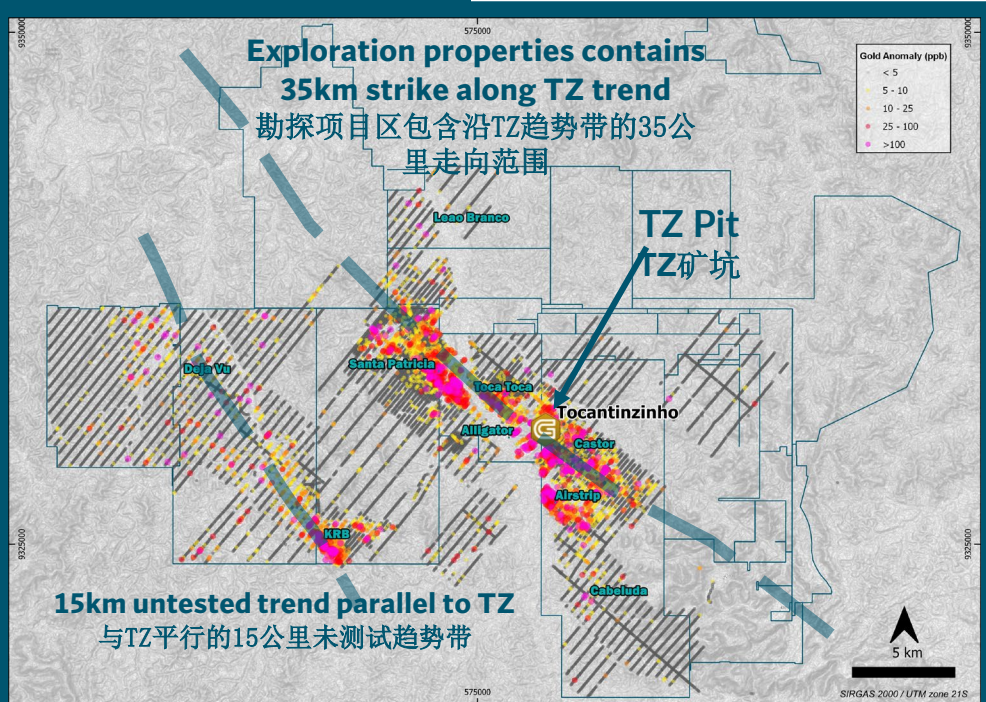 575000
9350000
9350000
Exploration properties contains
35km strike along TZ trend
勘探项目区包含沿TZ趋势带的35公
里走向范围
Gold Anomaly (ppb)
< 5
5 - 10
10 - 25
25 - 100
>100
Leao Branco
TZ Pit
TZ矿坑
Deja Vu
Santa Patricia
Toca Toca
Tocantinzinho
Alligator
Castor
Airstrip
KRB
9325000
9325000
Cabeluda
15km untested trend parallel to TZ
与TZ平行的15公里未测试趋势带
5 km
575000
SIRGAS 2000 / UTM zone 21S